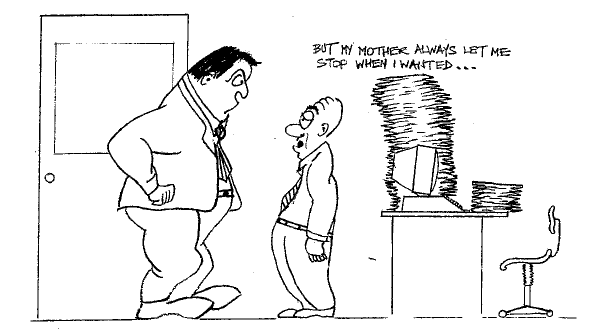 BUT MY MOTHER ALWAYS LET ME
STOP WHEN I WANTED...